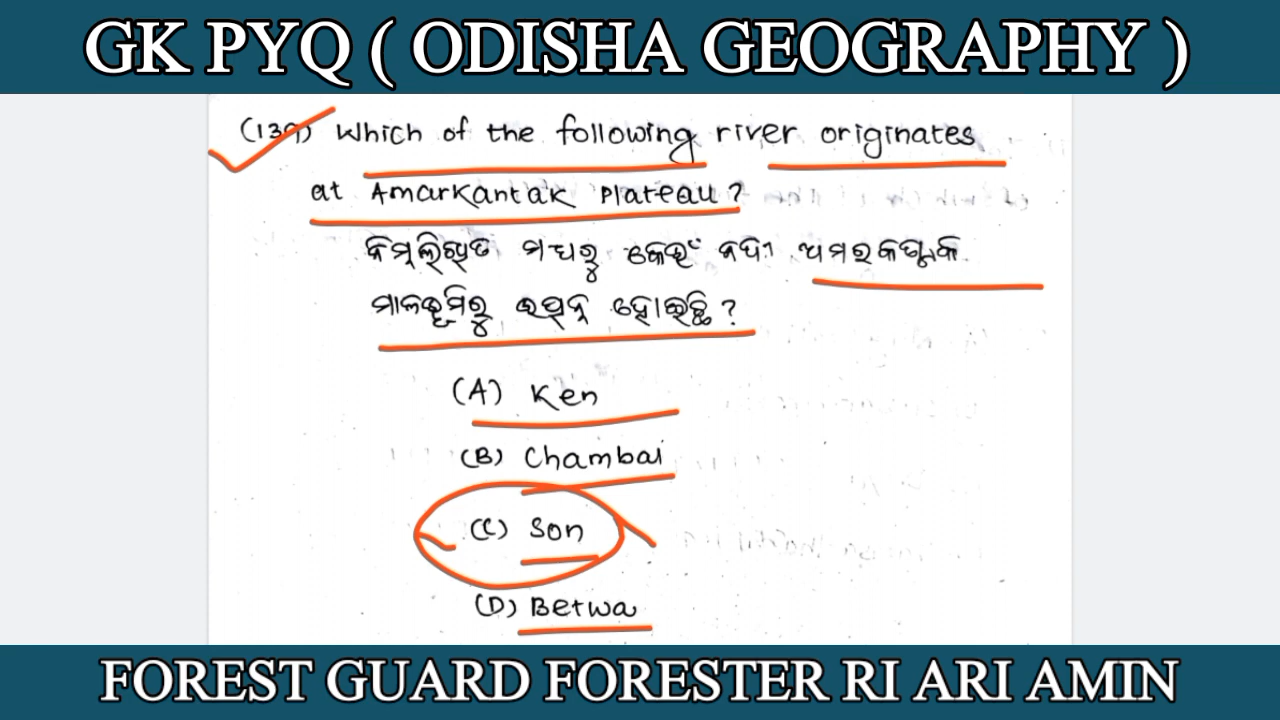 GK PYQ ( ODISHA GEOGRAPHY )
(139) Which of the following river originates
at Amarkantak Plateau ?
ନିମ୍ନଲିଖିତ ମଧ୍ୟରୁ କେଉଁ ନଦୀ ଅମରକଣ୍ଟକ
ମାଳଭୂମିରୁ ଉତ୍ପନ୍ନ ହୋଇଛି ?
(A) Ken
(B) Chambal
(C) Son
(D) Betwa
FOREST GUARD FORESTER RI ARI AMIN